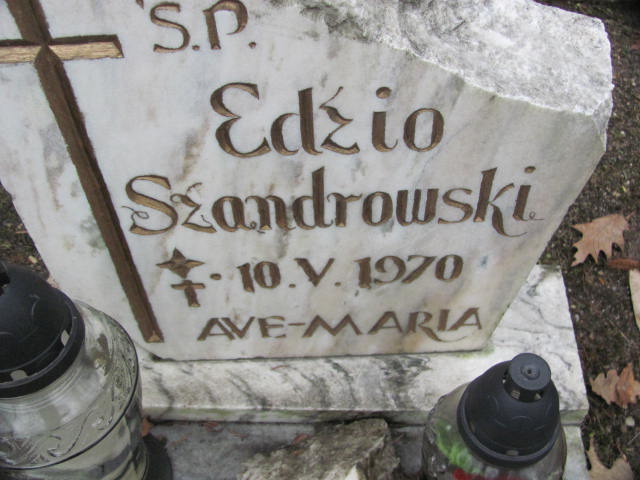 Ś.P.
Edzio
Szandrowski
10.V.1970
AVE-MARIA